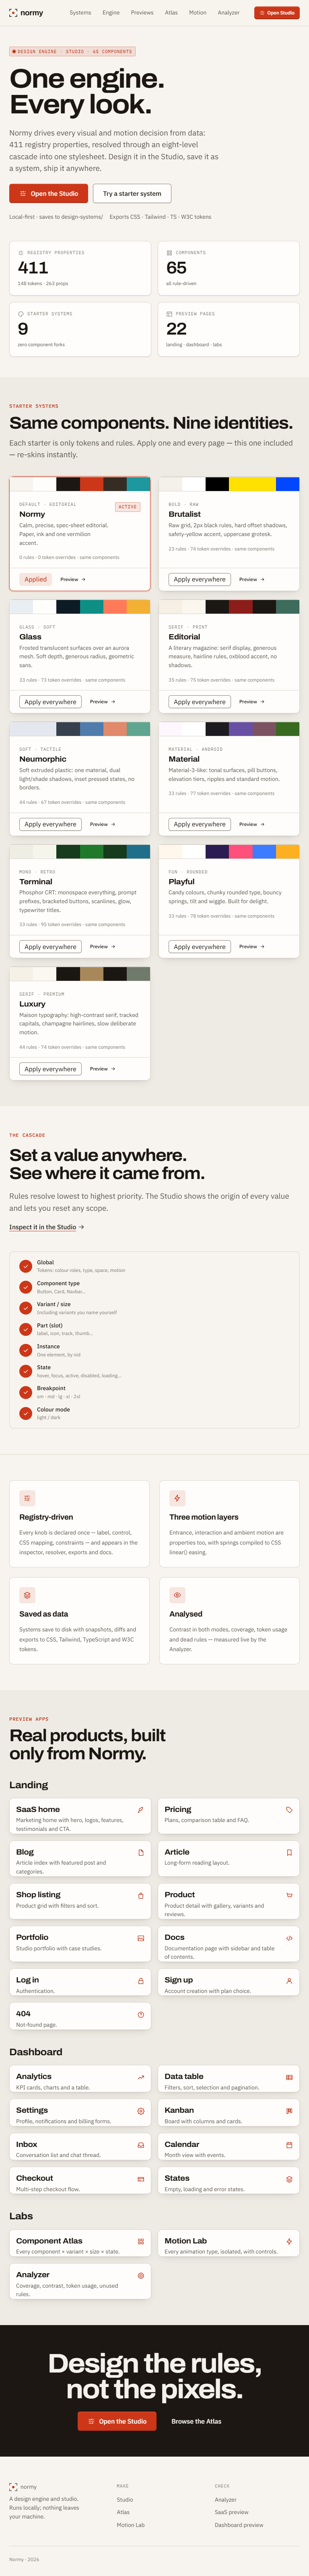 normy
Systems Engine Previews Atlas Motion Analyzer Open Studio
DESIGN ENGINE · STUDIO · 65 COMPONENTS
One engine.
Every look.
Normy drives every visual and motion decision from data:
411 registry properties, resolved through an eight-level
cascade into one stylesheet. Design it in the Studio, save it as
a system, ship it anywhere.
Open the Studio Try a starter system
Local-first · saves to design-systems/ Exports CSS · Tailwind · TS · W3C tokens
REGISTRY PROPERTIES
411
148 tokens · 263 props
COMPONENTS
65
all rule-driven
STARTER SYSTEMS
9
zero component forks
PREVIEW PAGES
22
landing · dashboard · labs
STARTER SYSTEMS
Same components. Nine identities.
Each starter is only tokens and rules. Apply one and every page — this one included
— re-skins instantly.
DEFAULT · EDITORIAL
ACTIVE
Normy
Calm, precise, spec-sheet editorial.
Paper, ink and one vermilion
accent.
0 rules · 0 token overrides · same components
Applied Preview →
BOLD · RAW
Brutalist
Raw grid, 2px black rules, hard offset shadows,
safety-yellow accent, uppercase grotesk.
23 rules · 74 token overrides · same components
Apply everywhere Preview →
GLASS · SOFT
Glass
Frosted translucent surfaces over an aurora
mesh. Soft depth, generous radius, geometric
sans.
33 rules · 73 token overrides · same components
Apply everywhere Preview →
SERIF · PRINT
Editorial
A literary magazine: serif display, generous
measure, hairline rules, oxblood accent, no
shadows.
35 rules · 75 token overrides · same components
Apply everywhere Preview →
SOFT · TACTILE
Neumorphic
Soft extruded plastic: one material, dual
light/shade shadows, inset pressed states, no
borders.
44 rules · 67 token overrides · same components
Apply everywhere Preview →
MATERIAL · ANDROID
Material
Material-3-like: tonal surfaces, pill buttons,
elevation tiers, ripples and standard motion.
33 rules · 77 token overrides · same components
Apply everywhere Preview →
MONO · RETRO
Terminal
Phosphor CRT: monospace everything, prompt
prefixes, bracketed buttons, scanlines, glow,
typewriter titles.
33 rules · 93 token overrides · same components
Apply everywhere Preview →
FUN · ROUNDED
Playful
Candy colours, chunky rounded type, bouncy
springs, tilt and wiggle. Built for delight.
33 rules · 78 token overrides · same components
Apply everywhere Preview →
SERIF · PREMIUM
Luxury
Maison typography: high-contrast serif, tracked
capitals, champagne hairlines, slow deliberate
motion.
44 rules · 74 token overrides · same components
Apply everywhere Preview →
THE CASCADE
Set a value anywhere.
See where it came from.
Rules resolve lowest to highest priority. The Studio shows the origin of every value
and lets you reset any scope.
Inspect it in the Studio →
Global
Tokens: colour roles, type, space, motion
Component type
Button, Card, Navbar…
Variant / size
Including variants you name yourself
Part (slot)
label, icon, track, thumb…
Instance
One element, by nid
State
hover, focus, active, disabled, loading…
Breakpoint
sm · md · lg · xl · 2xl
Colour mode
light / dark
Registry-driven
Every knob is declared once — label, control,
CSS mapping, constraints — and appears in the
inspector, resolver, exports and docs.
Three motion layers
Entrance, interaction and ambient motion are
properties too, with springs compiled to CSS
linear() easing.
Saved as data
Systems save to disk with snapshots, diffs and
exports to CSS, Tailwind, TypeScript and W3C
tokens.
Analysed
Contrast in both modes, coverage, token usage
and dead rules — measured live by the
Analyzer.
PREVIEW APPS
Real products, built
only from Normy.
Landing
SaaS home
Marketing home with hero, logos, features,
testimonials and CTA.
Pricing
Plans, comparison table and FAQ.
Blog
Article index with featured post and
categories.
Article
Long-form reading layout.
Shop listing
Product grid with filters and sort.
Product
Product detail with gallery, variants and
reviews.
Portfolio
Studio portfolio with case studies.
Docs
Documentation page with sidebar and table
of contents.
Log in
Authentication.
Sign up
Account creation with plan choice.
404
Not-found page.
Dashboard
Analytics
KPI cards, charts and a table.
Data table
Filters, sort, selection and pagination.
Settings
Profile, notifications and billing forms.
Kanban
Board with columns and cards.
Inbox
Conversation list and chat thread.
Calendar
Month view with events.
Checkout
Multi-step checkout flow.
States
Empty, loading and error states.
Labs
Component Atlas
Every component × variant × size × state.
Motion Lab
Every animation type, isolated, with controls.
Analyzer
Coverage, contrast, token usage, unused
rules.
Design the rules,
not the pixels.
Open the Studio Browse the Atlas
normy
A design engine and studio.
Runs locally; nothing leaves
your machine.
MAKE
Studio
Atlas
Motion Lab
CHECK
Analyzer
SaaS preview
Dashboard preview
Normy · 2026